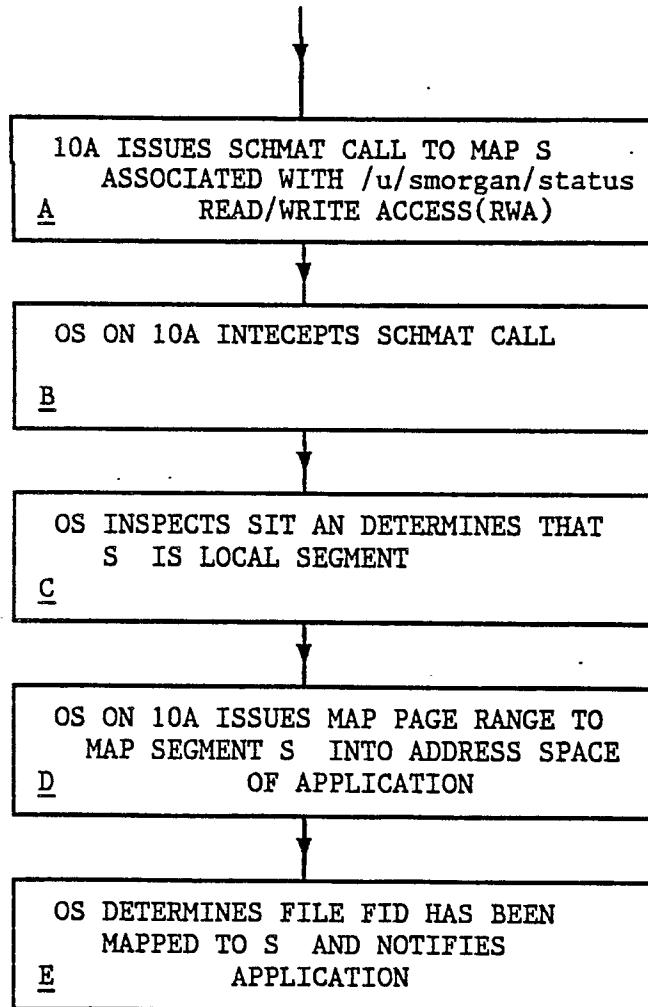 10A ISSUES SCHMAT CALL TO MAP S
ASSOCIATED WITH /u/smorgan/status
A READ/WRITE ACCESS(RWA)
OS ON 10A INTECEPTS SCHMAT CALL
B
OS INSPECTS SIT AN DETERMINES THAT
S IS LOCAL SEGMENT
C
OS ON 10A ISSUES MAP PAGE RANGE TO
MAP SEGMENT S INTO ADDRESS SPACE
D OF APPLICATION
OS DETERMINES FILE FID HAS BEEN
MAPPED TO S AND NOTIFIES
E APPLICATION